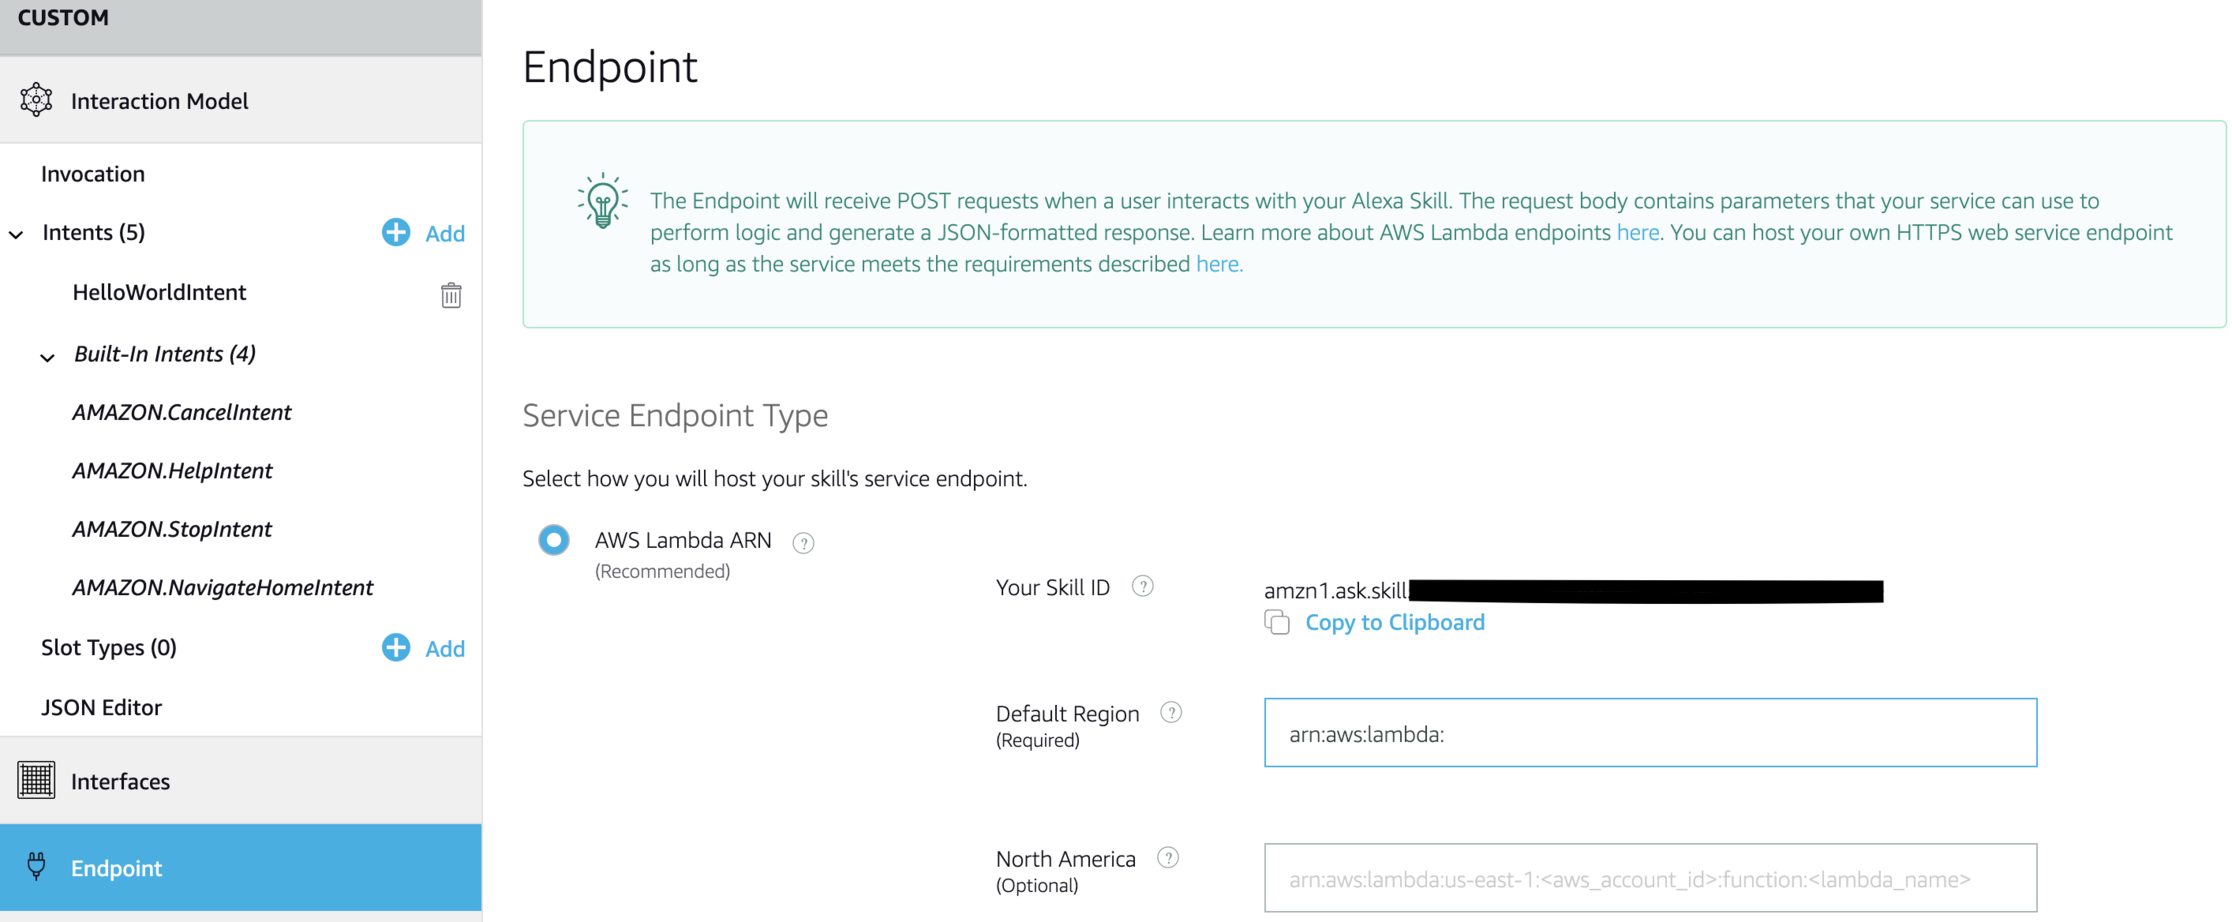 CUSTOM
Interaction Model
Invocation
Intents (5)
Add
HelloWorldIntent
Built-In Intents (4)
AMAZON.CancelIntent
AMAZON.HelpIntent
AMAZON.StopIntent
AMAZON.NavigateHomeIntent
Slot Types (0)
Add
JSON Editor
Interfaces
Endpoint
Endpoint
The Endpoint will receive POST requests when a user interacts with your Alexa Skill. The request body contains parameters that your service can use to
perform logic and generate a JSON-formatted response. Learn more about AWS Lambda endpoints here. You can host your own HTTPS web service endpoint
as long as the service meets the requirements described here.
Service Endpoint Type
Select how you will host your skill's service endpoint.
AWS Lambda ARN ?
(Recommended)
Your Skill ID ?
amzn1.ask.skill.
Copy to Clipboard
Default Region ?
(Required)
arn:aws:lambda:
North America ?
(Optional)
arn:aws:lambda:us-east-1:<aws_account_id>:function:<lambda_name>